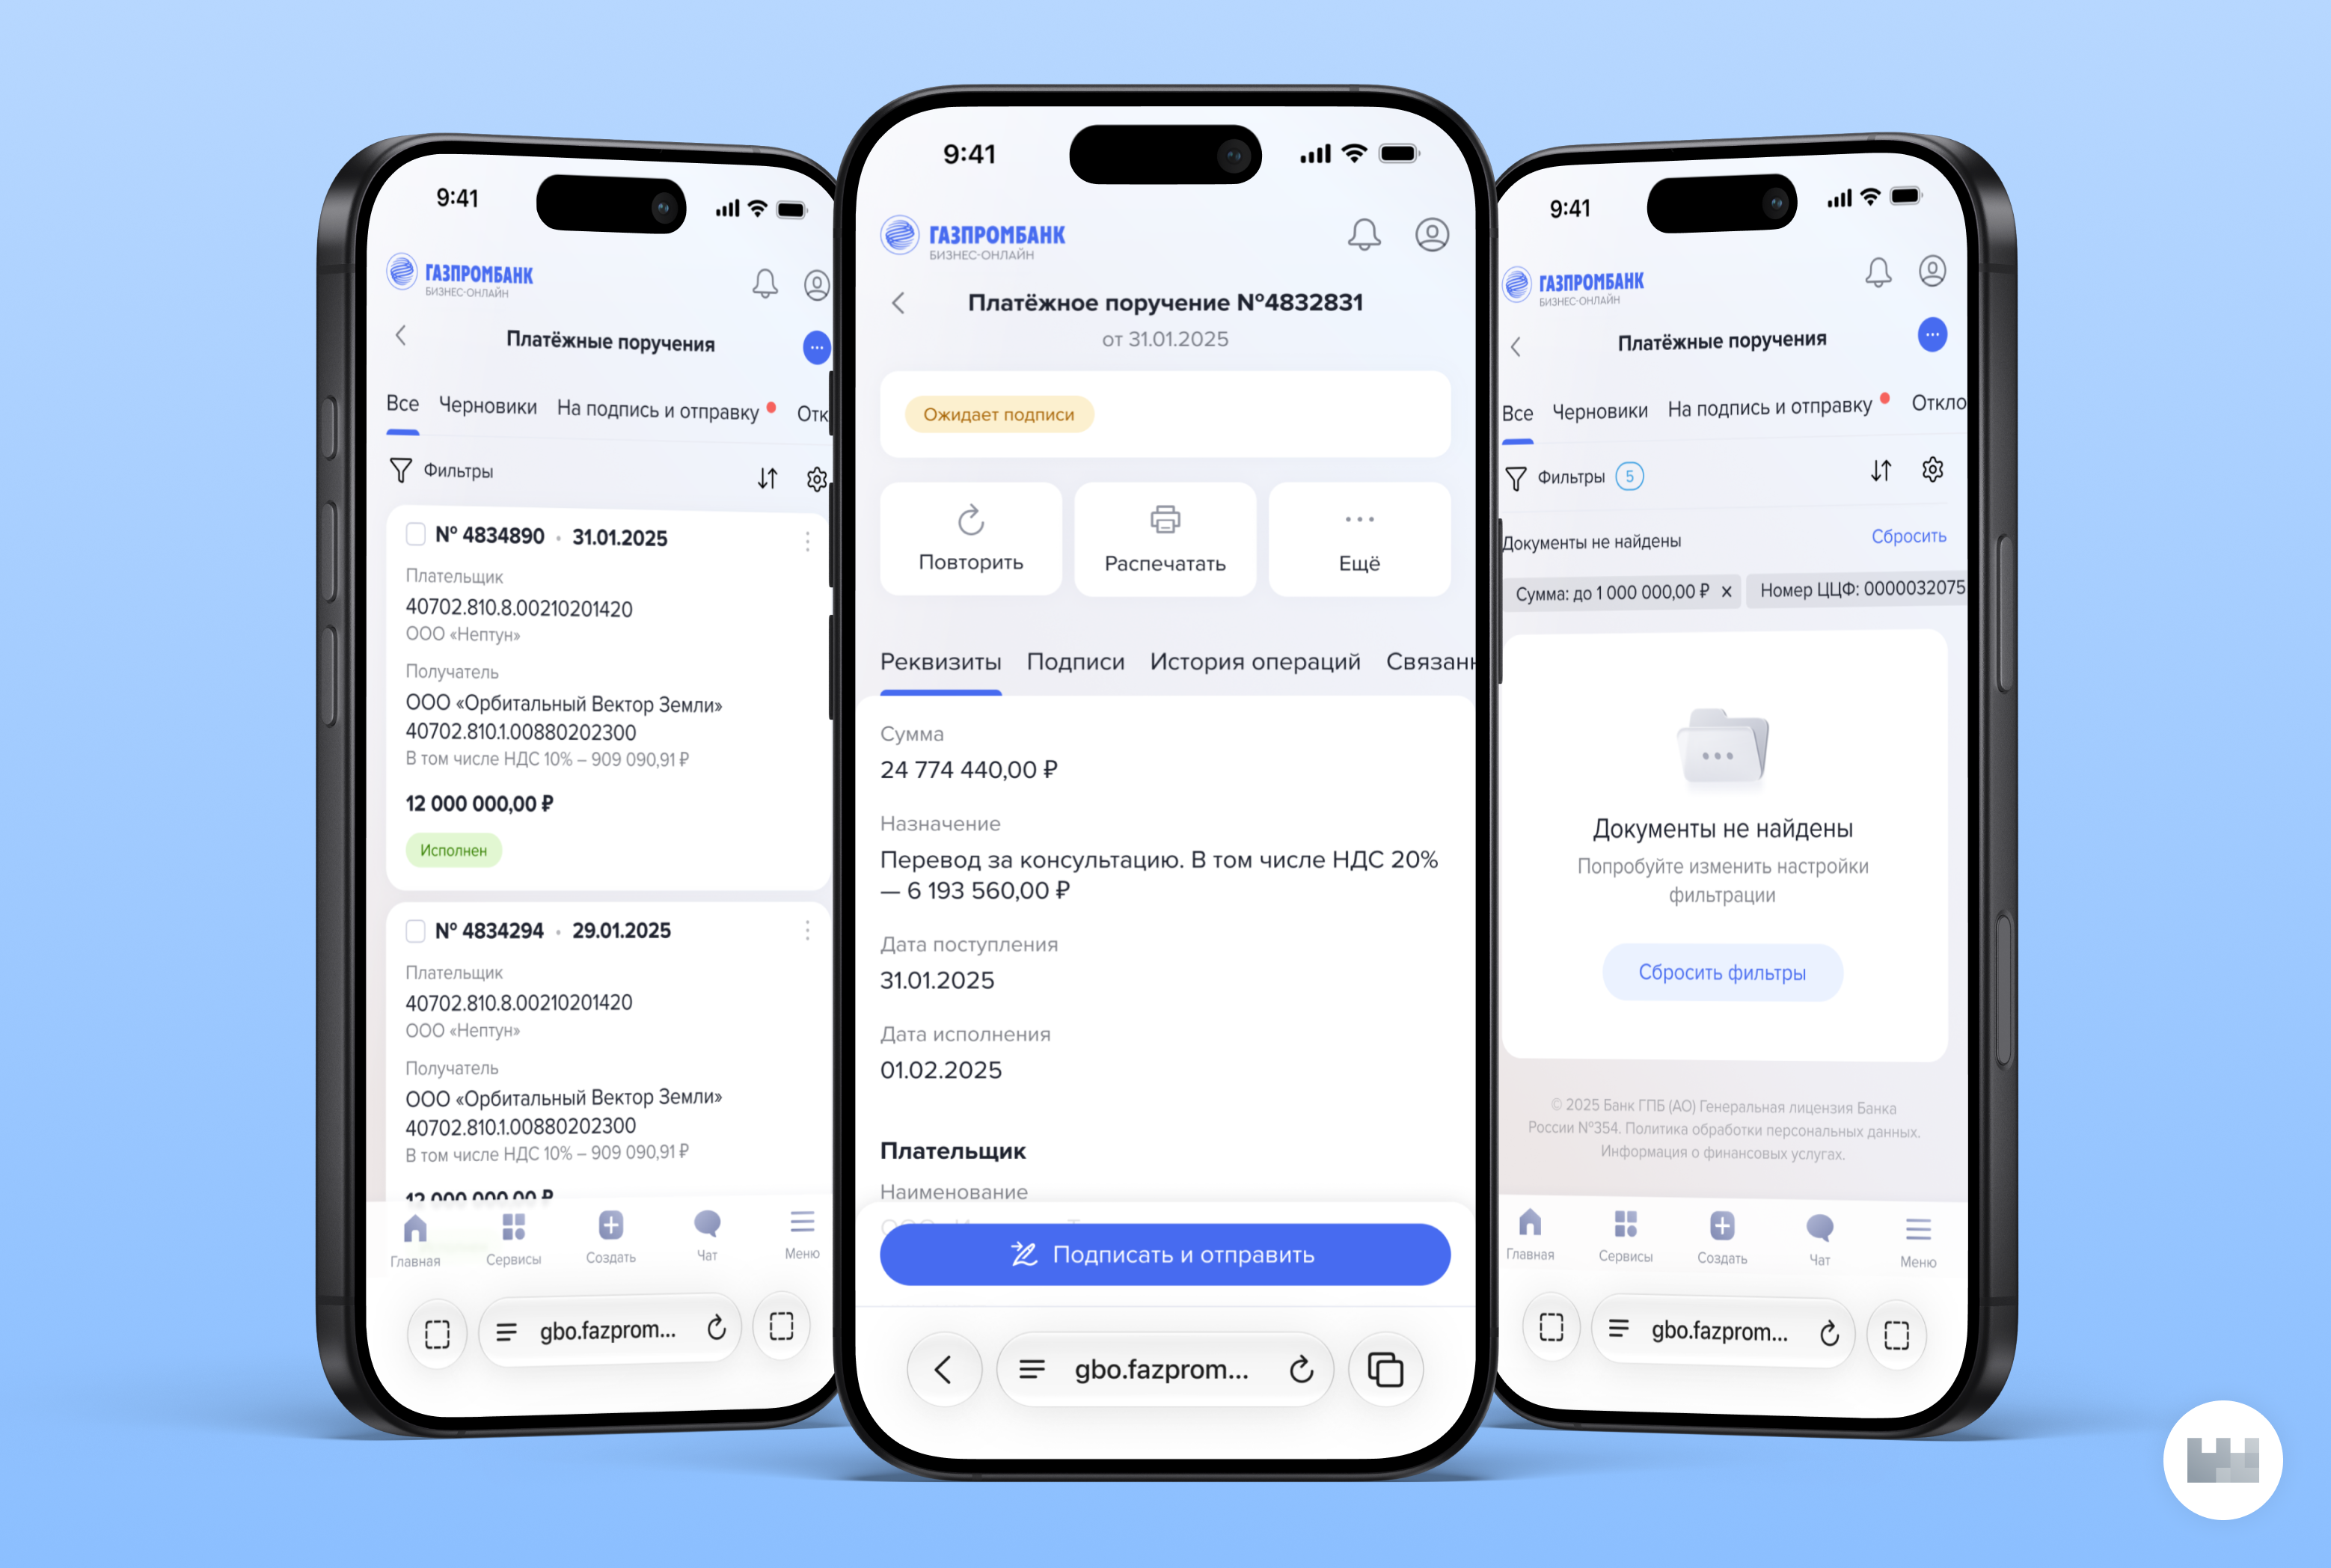 9:41
ГАЗПРОМБАНК
БИЗНЕС-ОНЛАЙН
Платёжные поручения
Все Черновики На подпись и отправку Отк
Фильтры
№ 4834890 • 31.01.2025
Плательщик
40702.810.8.00210201420
ООО «Нептун»
Получатель
ООО «Орбитальный Вектор Земли»
40702.810.1.00880202300
В том числе НДС 10% – 909 090,91 ₽
12 000 000,00 ₽
Исполнен
№ 4834294 • 29.01.2025
Плательщик
40702.810.8.00210201420
ООО «Нептун»
Получатель
ООО «Орбитальный Вектор Земли»
40702.810.1.00880202300
В том числе НДС 10% – 909 090,91 ₽
12 000 000,00 ₽
Главная Сервисы Создать Чат Меню
gbo.fazprom...
9:41
ГАЗПРОМБАНК
БИЗНЕС-ОНЛАЙН
Платёжное поручение №4832831
от 31.01.2025
Ожидает подписи
Повторить Распечатать Ещё
Реквизиты Подписи История операций Связанн
Сумма
24 774 440,00 ₽
Назначение
Перевод за консультацию. В том числе НДС 20%
— 6 193 560,00 ₽
Дата поступления
31.01.2025
Дата исполнения
01.02.2025
Плательщик
Наименование
Подписать и отправить
gbo.fazprom...
9:41
ГАЗПРОМБАНК
БИЗНЕС-ОНЛАЙН
Платёжные поручения
Все Черновики На подпись и отправку Откло
Фильтры 5
Документы не найдены Сбросить
Сумма: до 1 000 000,00 ₽ × Номер ЦЦФ: 0000032075
Документы не найдены
Попробуйте изменить настройки
фильтрации
Сбросить фильтры
© 2025 Банк ГПБ (АО) Генеральная лицензия Банка
России №354. Политика обработки персональных данных.
Информация о финансовых услугах.
Главная Сервисы Создать Чат Меню
gbo.fazprom...